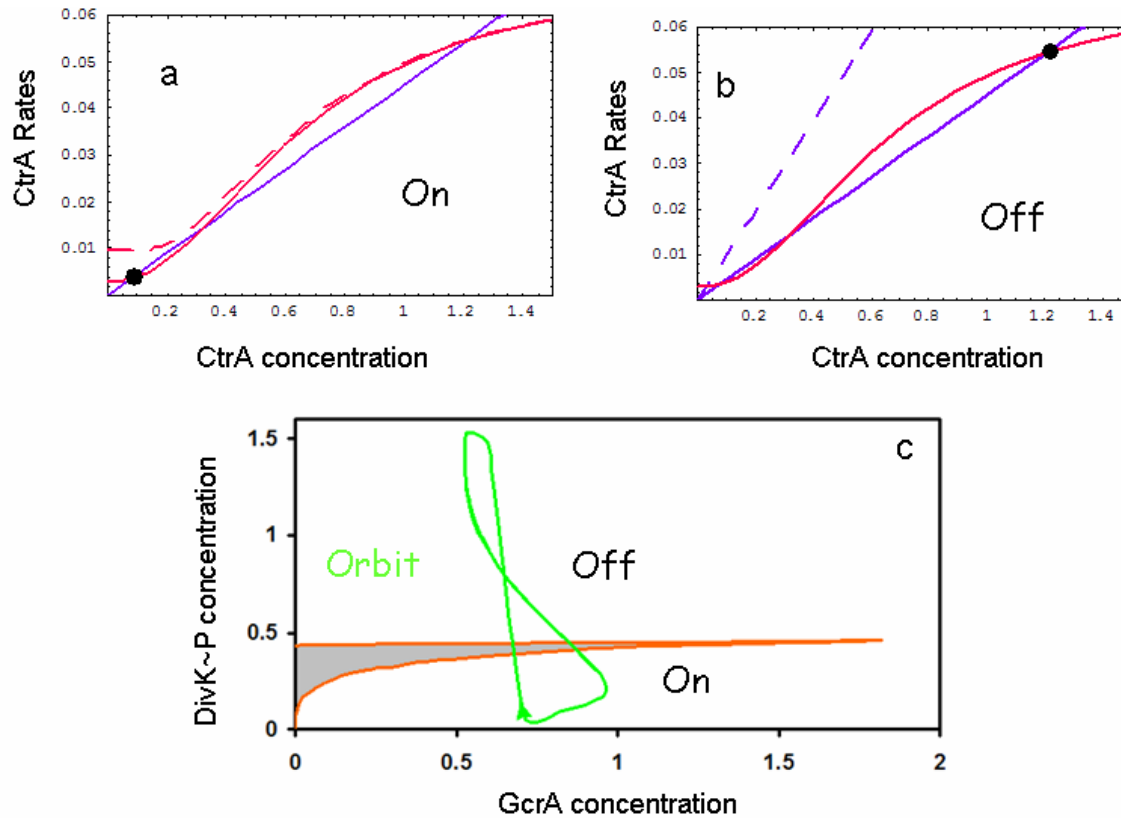 0.06
0.05
0.04
0.03
0.02
0.01
0.2 0.4 0.6 0.8 1 1.2 1.4
CtrA Rates
a
On
CtrA concentration
0.06
0.05
0.04
0.03
0.02
0.01
0.2 0.4 0.6 0.8 1 1.2 1.4
CtrA Rates
b
Off
CtrA concentration
1.5
1
0.5
0
0 0.5 1 1.5 2
DivK~P concentration
c
Orbit
Off
On
GcrA concentration